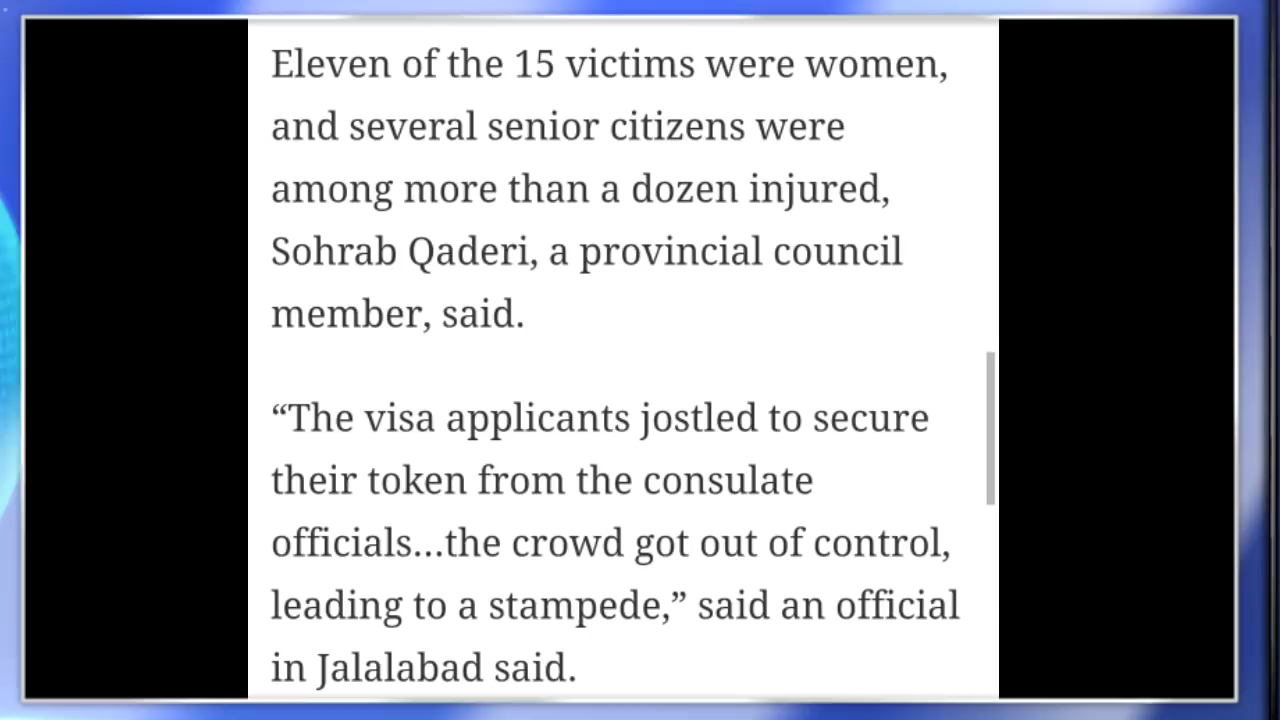 Eleven of the 15 victims were women,
and several senior citizens were
among more than a dozen injured,
Sohrab Qaderi, a provincial council
member, said.
“The visa applicants jostled to secure
their token from the consulate
officials…the crowd got out of control,
leading to a stampede,” said an official
in Jalalabad said.